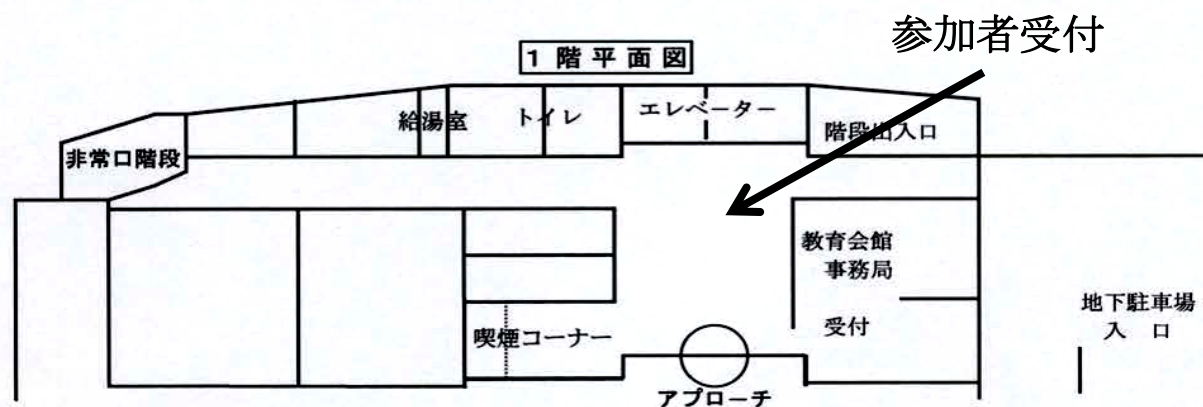 参加者受付
1階平面図
給湯室
トイレ
エレベーター
階段出入口
非常口階段
教育会館
事務局
受付
地下駐車場
入口
喫煙コーナー
アプローチ